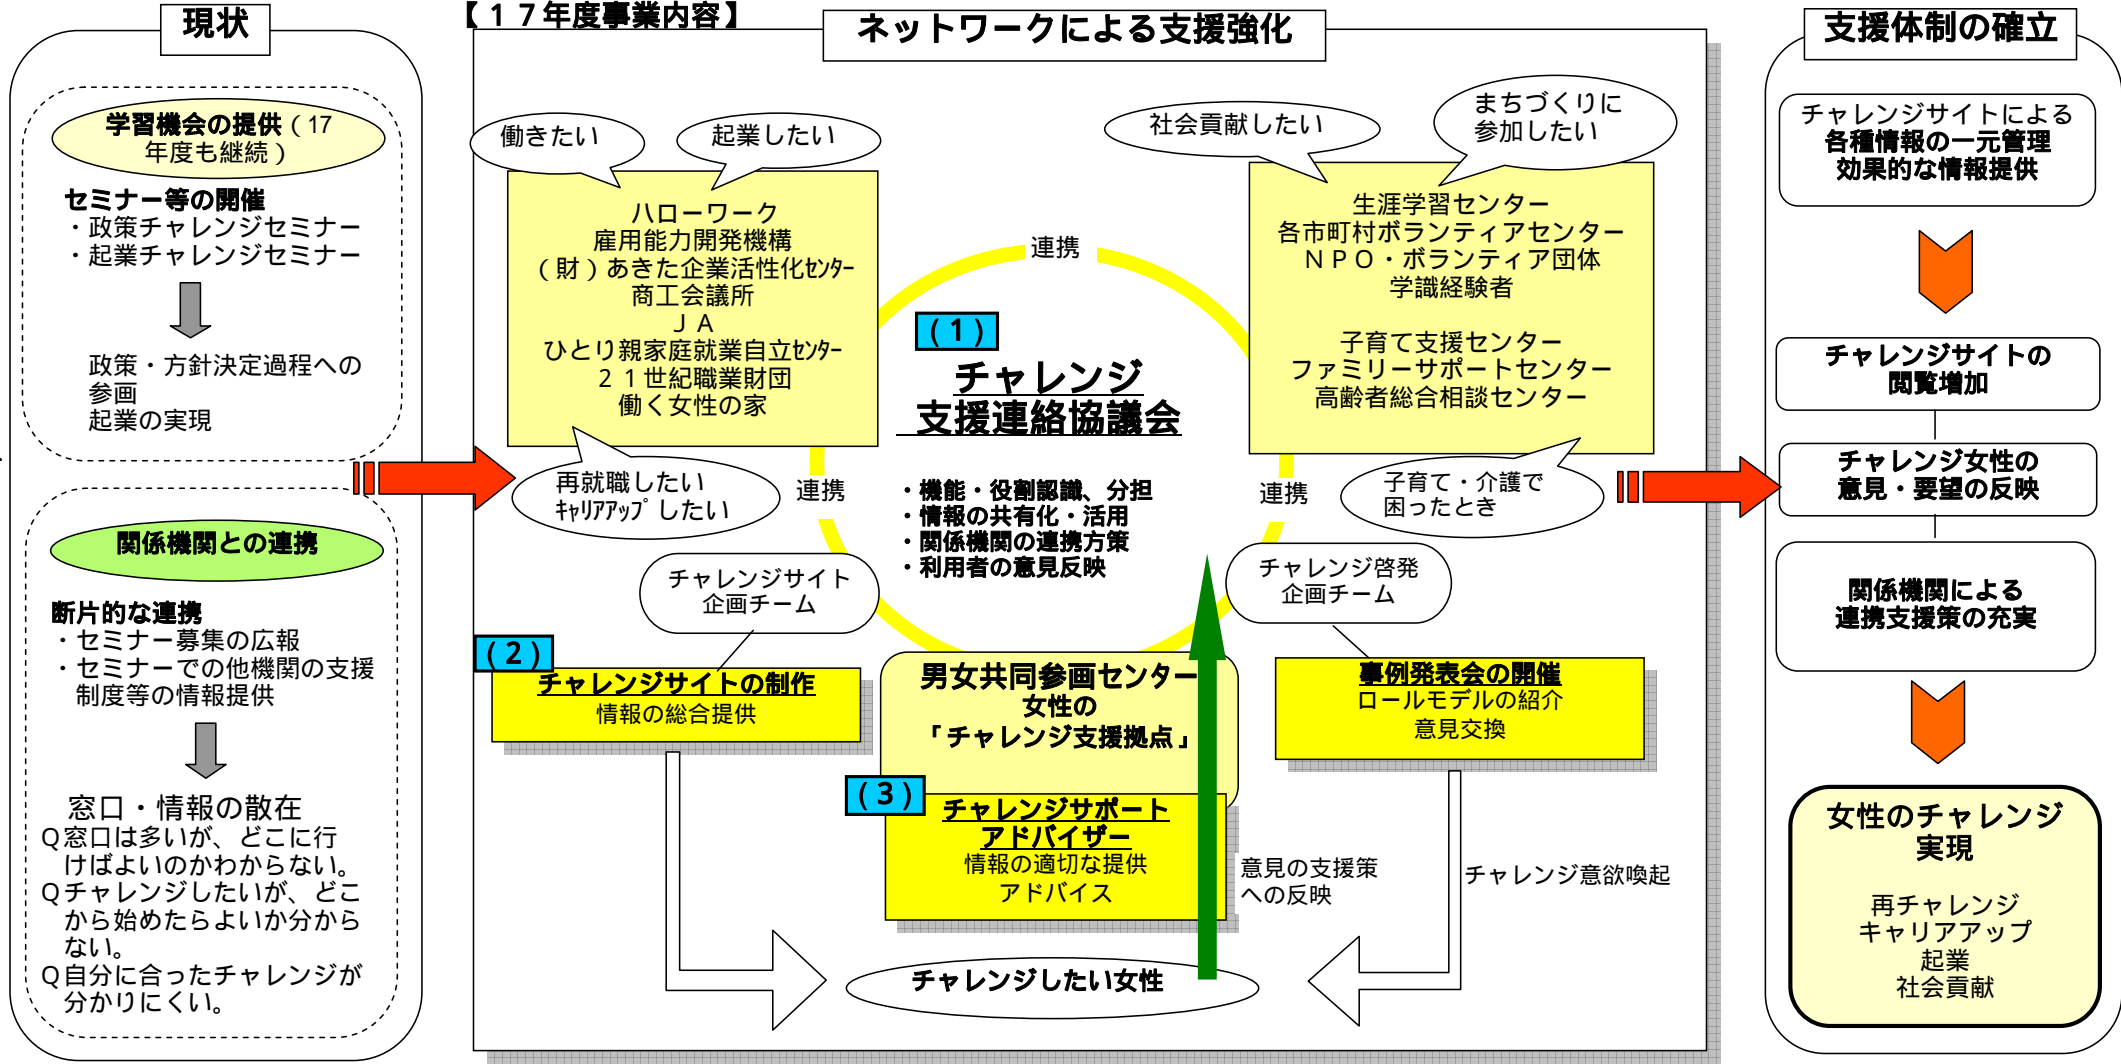 現状
学習機会の提供（17
年度も継続）
セミナー等の開催
・政策チャレンジセミナー
・起業チャレンジセミナー
政策・方針決定過程への
参画
起業の実現
関係機関との連携
断片的な連携
・セミナー募集の広報
・セミナーでの他機関の支援
制度等の情報提供
窓口・情報の散在
Q窓口は多いが、どこに行
けばよいのかわからない。
Qチャレンジしたいが、どこ
から始めたらよいか分から
ない。
Q自分に合ったチャレンジが
分かりにくい。
【１７年度事業内容】
ネットワークによる支援強化
働きたい
起業したい
ハローワーク
雇用能力開発機構
（財）あきた企業活性化ｾﾝﾀｰ
商工会議所
ＪＡ
ひとり親家庭就業自立ｾﾝﾀｰ
２１世紀職業財団
働く女性の家
再就職したい
ｷｬﾘｱｱｯﾌﾟしたい
社会貢献したい
まちづくりに
参加したい
生涯学習センター
各市町村ボランティアセンター
ＮＰＯ・ボランティア団体
学識経験者
子育て支援センター
ファミリーサポートセンター
高齢者総合相談センター
子育て・介護で
困ったとき
連携
連携
連携
(１)
チャレンジ
支援連絡協議会
・機能・役割認識、分担
・情報の共有化・活用
・関係機関の連携方策
・利用者の意見反映
チャレンジサイト
企画チーム
チャレンジ啓発
企画チーム
(２)
チャレンジサイトの制作
情報の総合提供
男女共同参画センター
女性の
「チャレンジ支援拠点」
事例発表会の開催
ロールモデルの紹介
意見交換
(３)
チャレンジサポート
アドバイザー
情報の適切な提供
アドバイス
意見の支援策
への反映
チャレンジ意欲喚起
チャレンジしたい女性
支援体制の確立
チャレンジサイトによる
各種情報の一元管理
効果的な情報提供
チャレンジサイトの
閲覧増加
チャレンジ女性の
意見・要望の反映
関係機関による
連携支援策の充実
女性のチャレンジ
実現
再チャレンジ
キャリアアップ
起業
社会貢献